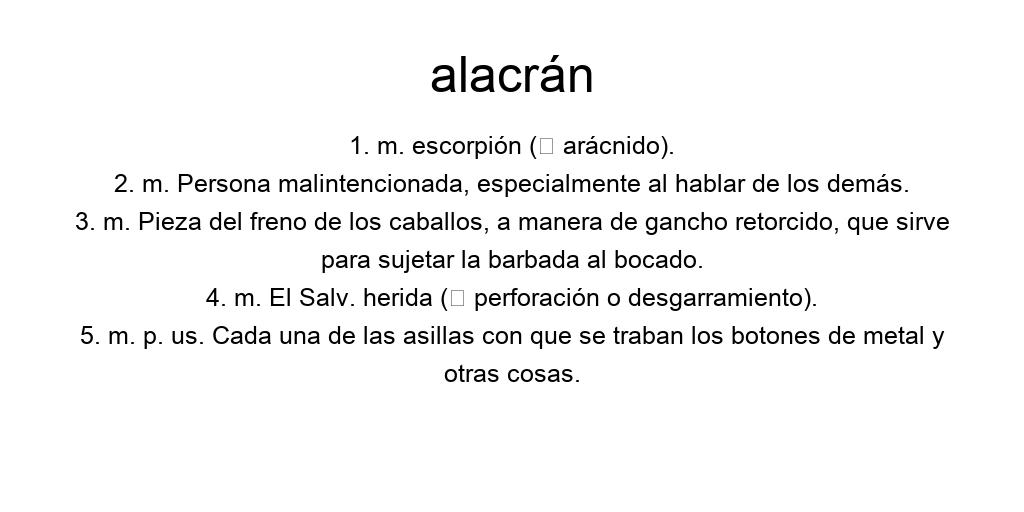 alacrán
1. m. escorpión (▯ arácnido).
2. m. Persona malintencionada, especialmente al hablar de los demás.
3. m. Pieza del freno de los caballos, a manera de gancho retorcido, que sirve
para sujetar la barbada al bocado.
4. m. El Salv. herida (▯ perforación o desgarramiento).
5. m. p. us. Cada una de las asillas con que se traban los botones de metal y
otras cosas.